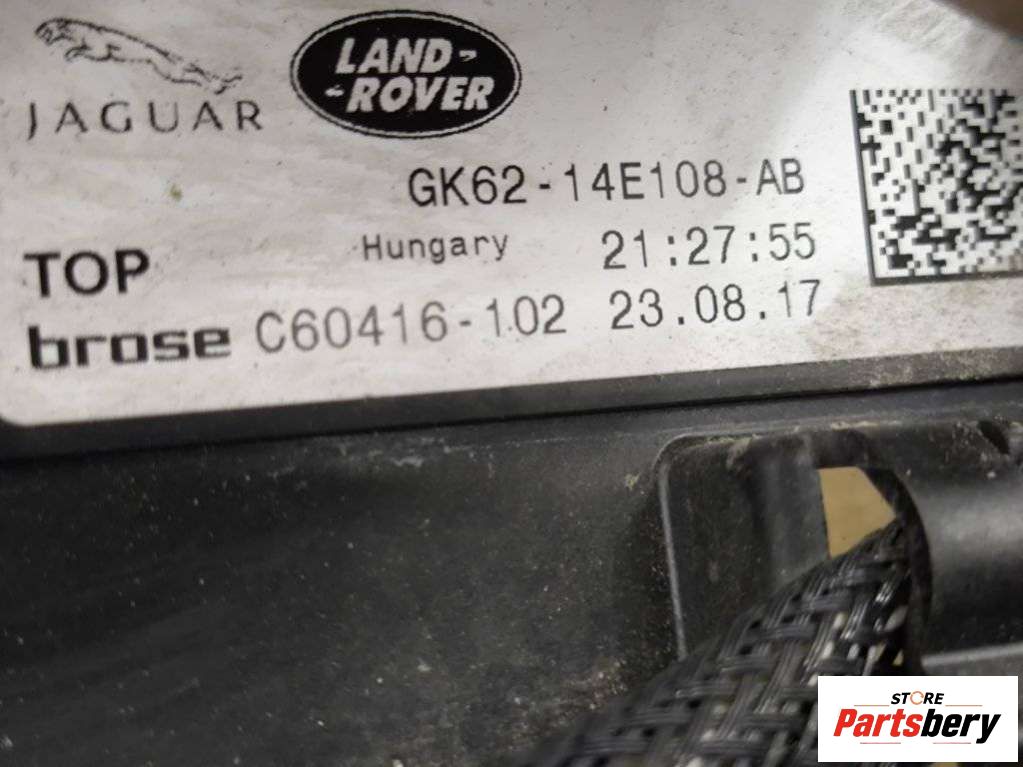 JAGUAR
LAND-
-ROVER
GK62-14E108-AB
TOP
Hungary 21:27:55
brose C60416-102 23.08.17
STORE
Partsbery